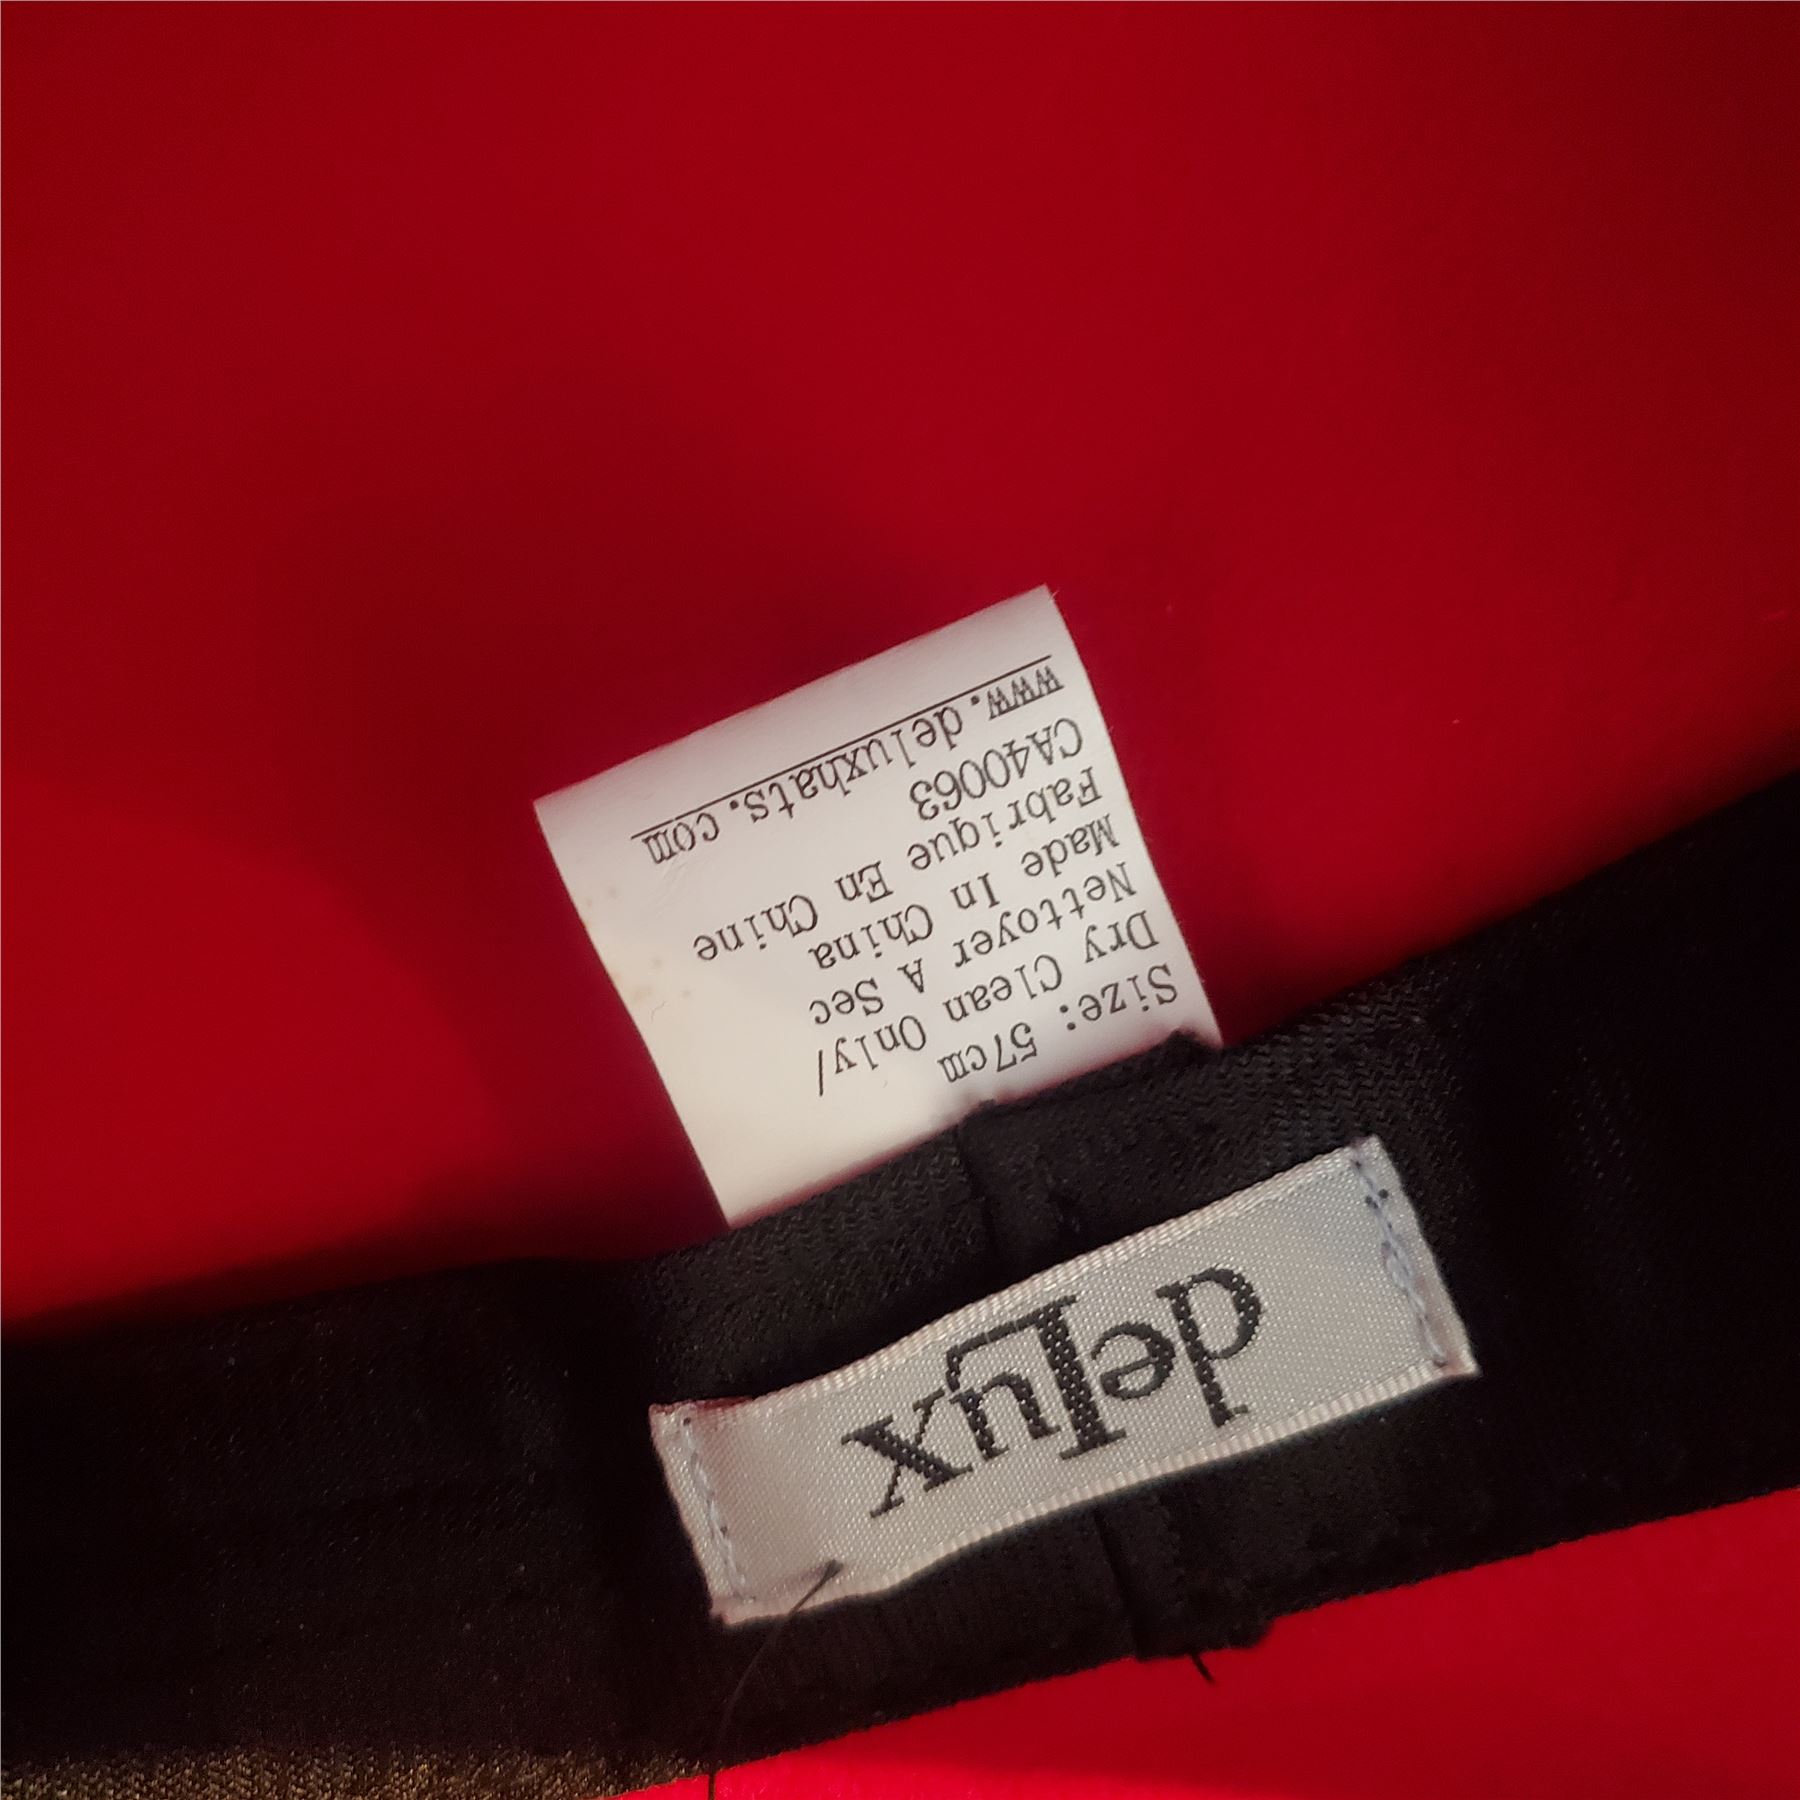 deLux
Size: 57cm
Dry Clean Only/
Nettoyer A Sec
Made In China
Fabrique En Chine
CA40063
www.deluxhats.com